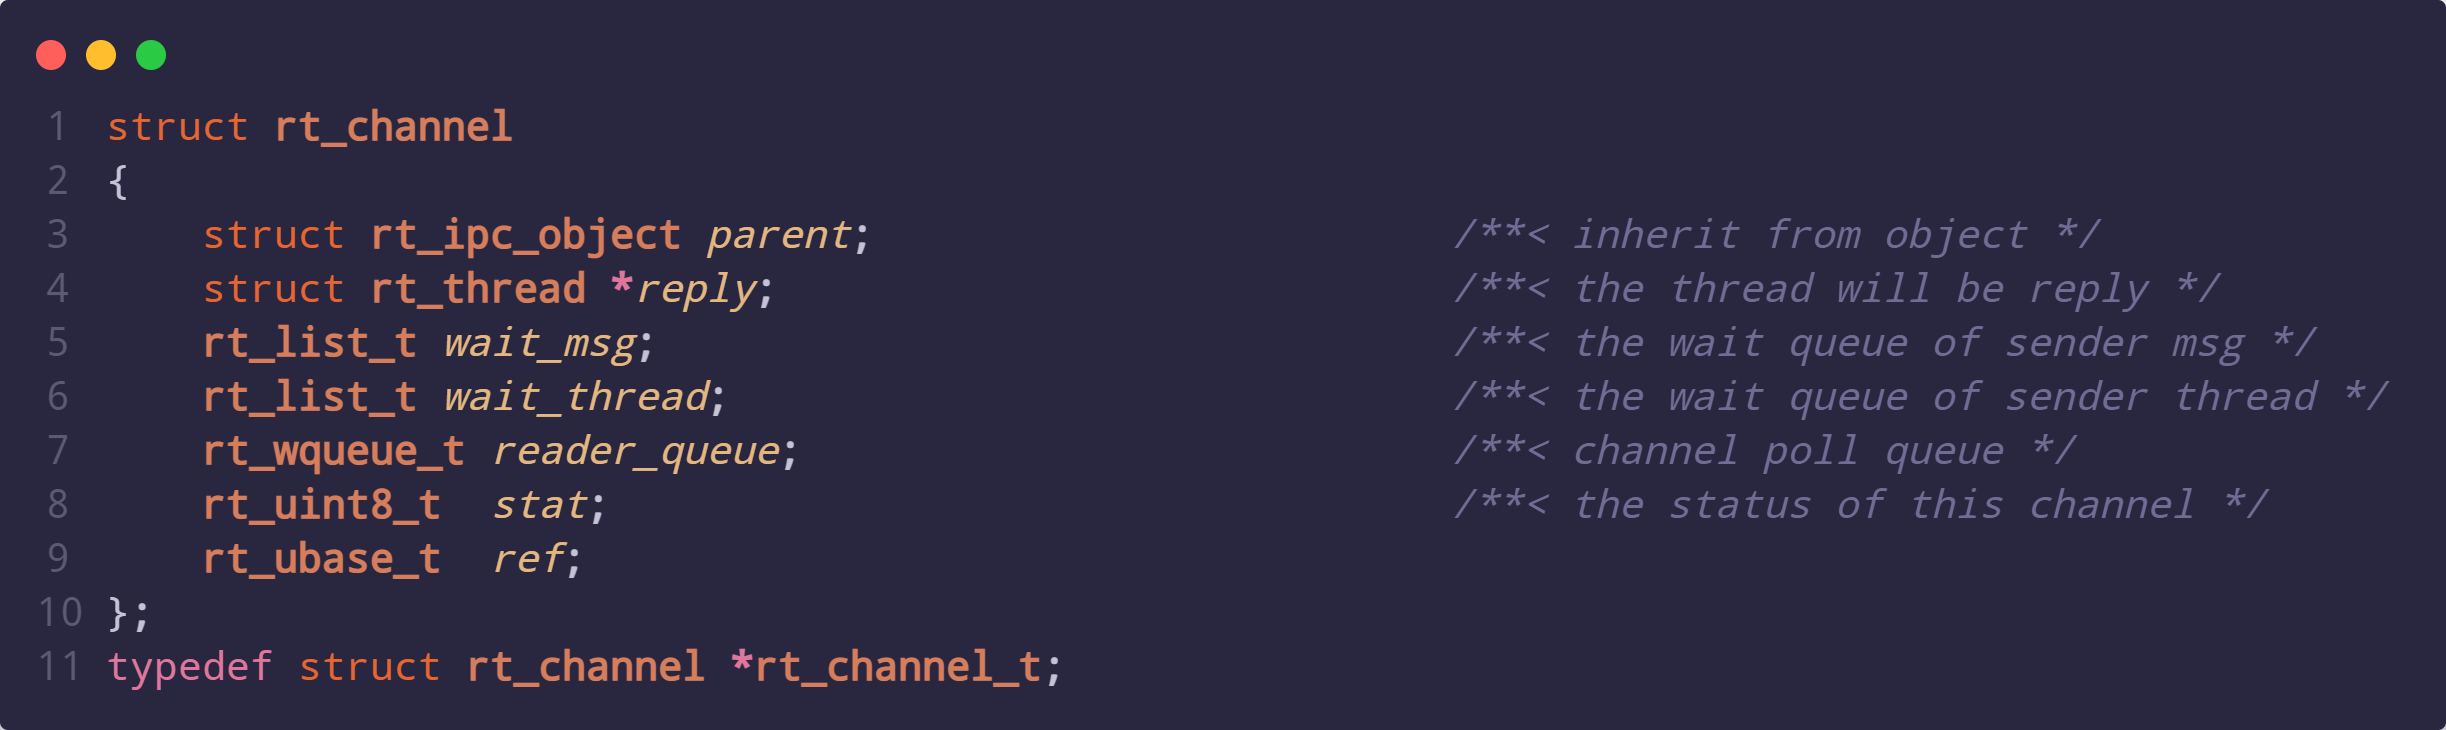 1 struct rt_channel
2 {
3     struct rt_ipc_object parent;                        /**< inherit from object */
4     struct rt_thread *reply;                            /**< the thread will be reply */
5     rt_list_t wait_msg;                                 /**< the wait queue of sender msg */
6     rt_list_t wait_thread;                              /**< the wait queue of sender thread */
7     rt_wqueue_t reader_queue;                           /**< channel poll queue */
8     rt_uint8_t  stat;                                   /**< the status of this channel */
9     rt_ubase_t  ref;
10 };
11 typedef struct rt_channel *rt_channel_t;